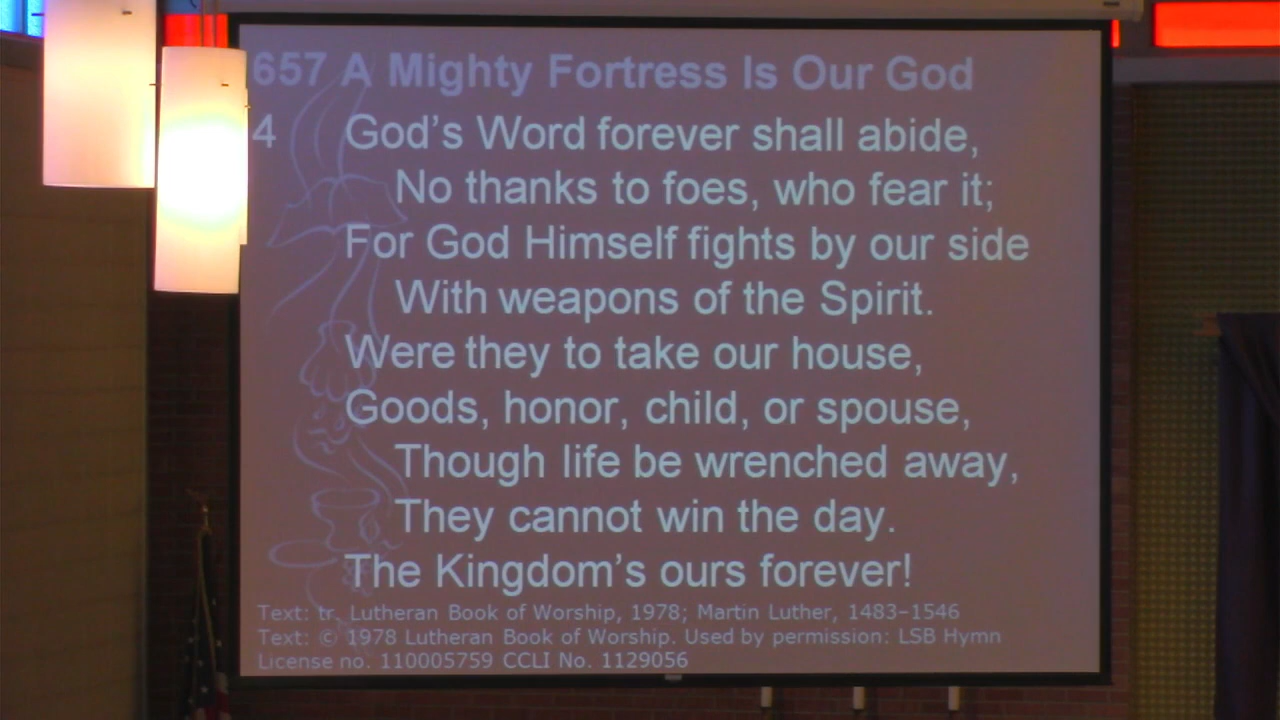 657 A Mighty Fortress Is Our God
4 God's Word forever shall abide,
No thanks to foes, who fear it;
For God Himself fights by our side
With weapons of the Spirit.
Were they to take our house,
Goods, honor, child, or spouse,
Though life be wrenched away,
They cannot win the day.
The Kingdom's ours forever!
Text: tr. Lutheran Book of Worship, 1978; Martin Luther, 1483–1546
Text: © 1978 Lutheran Book of Worship. Used by permission: LSB Hymn
License no. 110005759 CCLI No. 1129056